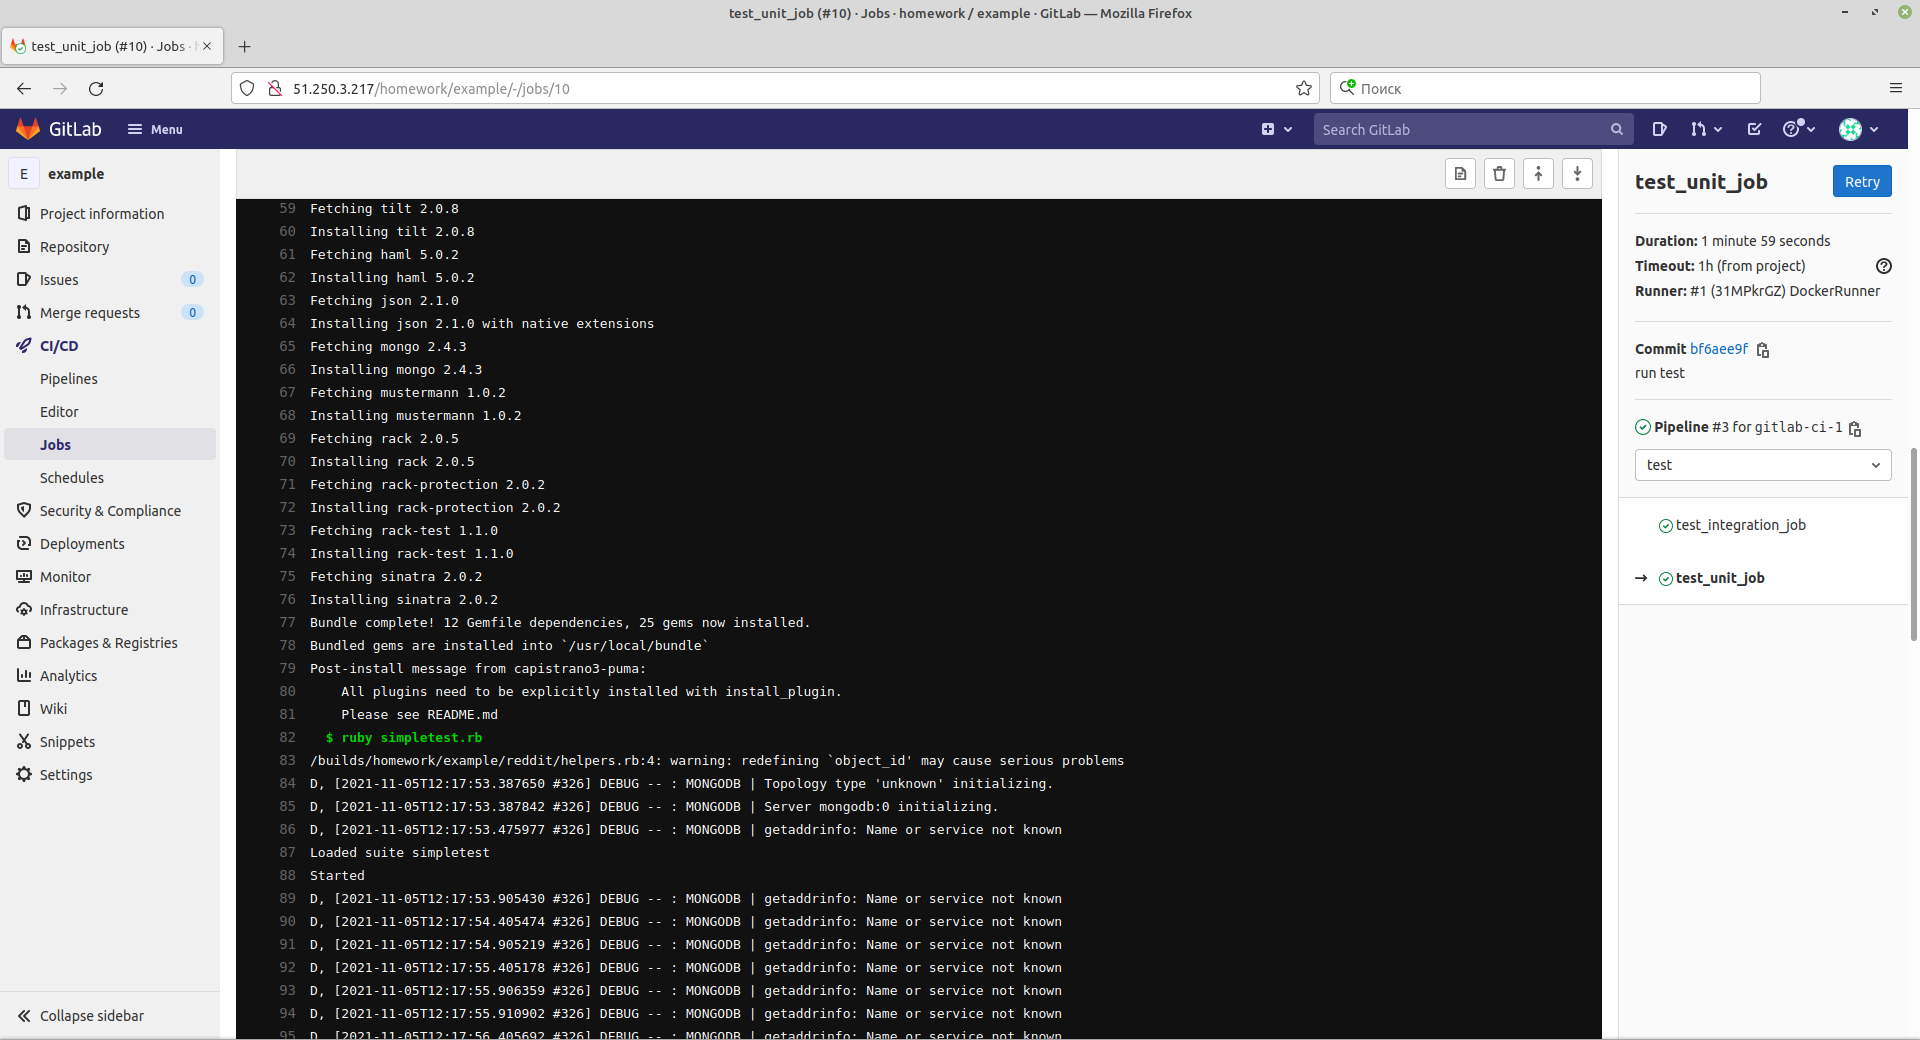 test_unit_job (#10) · Jobs · homework / example · GitLab — Mozilla Firefox
test_unit_job (#10) · Jobs ·
51.250.3.217/homework/example/-/jobs/10
Поиск
GitLab
Menu
Search GitLab
E example
Project information
Repository
Issues 0
Merge requests 0
CI/CD
Pipelines
Editor
Jobs
Schedules
Security & Compliance
Deployments
Monitor
Infrastructure
Packages & Registries
Analytics
Wiki
Snippets
Settings
Collapse sidebar
59 Fetching tilt 2.0.8
60 Installing tilt 2.0.8
61 Fetching haml 5.0.2
62 Installing haml 5.0.2
63 Fetching json 2.1.0
64 Installing json 2.1.0 with native extensions
65 Fetching mongo 2.4.3
66 Installing mongo 2.4.3
67 Fetching mustermann 1.0.2
68 Installing mustermann 1.0.2
69 Fetching rack 2.0.5
70 Installing rack 2.0.5
71 Fetching rack-protection 2.0.2
72 Installing rack-protection 2.0.2
73 Fetching rack-test 1.1.0
74 Installing rack-test 1.1.0
75 Fetching sinatra 2.0.2
76 Installing sinatra 2.0.2
77 Bundle complete! 12 Gemfile dependencies, 25 gems now installed.
78 Bundled gems are installed into `/usr/local/bundle`
79 Post-install message from capistrano3-puma:
80 All plugins need to be explicitly installed with install_plugin.
81 Please see README.md
82 $ ruby simpletest.rb
83 /builds/homework/example/reddit/helpers.rb:4: warning: redefining `object_id' may cause serious problems
84 D, [2021-11-05T12:17:53.387650 #326] DEBUG -- : MONGODB | Topology type 'unknown' initializing.
85 D, [2021-11-05T12:17:53.387842 #326] DEBUG -- : MONGODB | Server mongodb:0 initializing.
86 D, [2021-11-05T12:17:53.475977 #326] DEBUG -- : MONGODB | getaddrinfo: Name or service not known
87 Loaded suite simpletest
88 Started
89 D, [2021-11-05T12:17:53.905430 #326] DEBUG -- : MONGODB | getaddrinfo: Name or service not known
90 D, [2021-11-05T12:17:54.405474 #326] DEBUG -- : MONGODB | getaddrinfo: Name or service not known
91 D, [2021-11-05T12:17:54.905219 #326] DEBUG -- : MONGODB | getaddrinfo: Name or service not known
92 D, [2021-11-05T12:17:55.405178 #326] DEBUG -- : MONGODB | getaddrinfo: Name or service not known
93 D, [2021-11-05T12:17:55.906359 #326] DEBUG -- : MONGODB | getaddrinfo: Name or service not known
94 D, [2021-11-05T12:17:55.910902 #326] DEBUG -- : MONGODB | getaddrinfo: Name or service not known
95 D, [2021-11-05T12:17:56.405692 #326] DEBUG -- : MONGODB | getaddrinfo: Name or service not known
test_unit_job
Retry
Duration: 1 minute 59 seconds
Timeout: 1h (from project)
Runner: #1 (31MPkrGZ) DockerRunner
Commit bf6aee9f
run test
Pipeline #3 for gitlab-ci-1
test
test_integration_job
→ test_unit_job